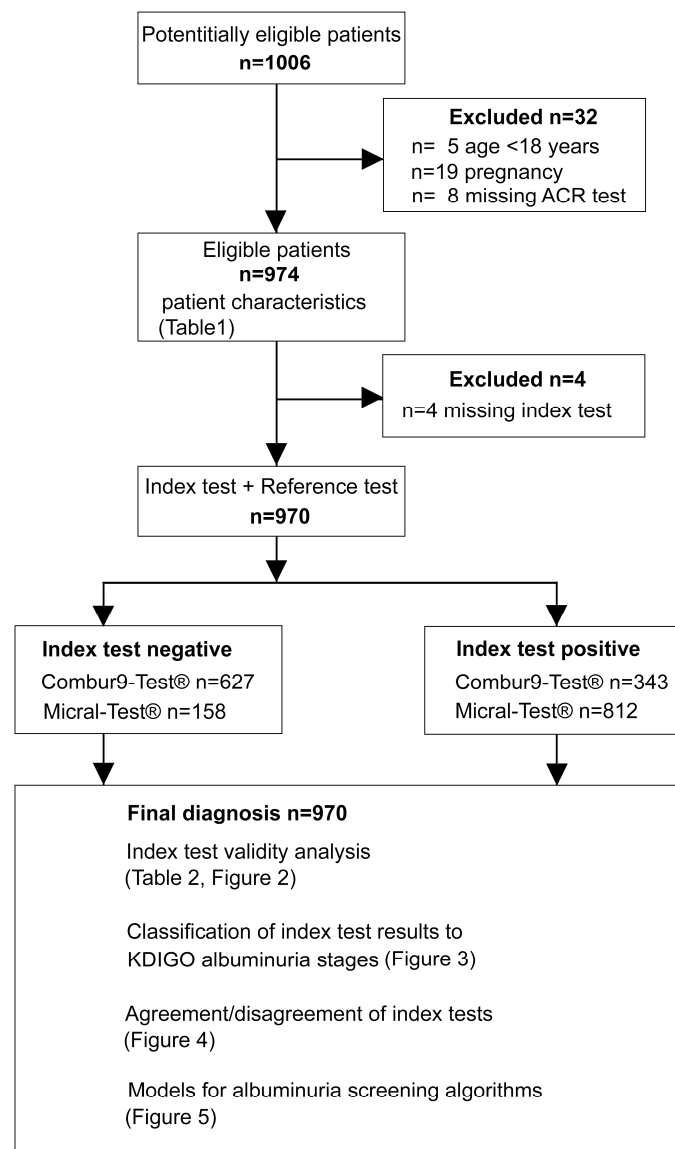 Potentitially eligible patients
n=1006
Excluded n=32
n= 5 age <18 years
n=19 pregnancy
n= 8 missing ACR test
Eligible patients
n=974
patient characteristics
(Table1)
Excluded n=4
n=4 missing index test
Index test + Reference test
n=970
Index test negative
Combur9-Test® n=627
Micral-Test® n=158
Index test positive
Combur9-Test® n=343
Micral-Test® n=812
Final diagnosis n=970
Index test validity analysis
(Table 2, Figure 2)
Classification of index test results to
KDIGO albuminuria stages (Figure 3)
Agreement/disagreement of index tests
(Figure 4)
Models for albuminuria screening algorithms
(Figure 5)